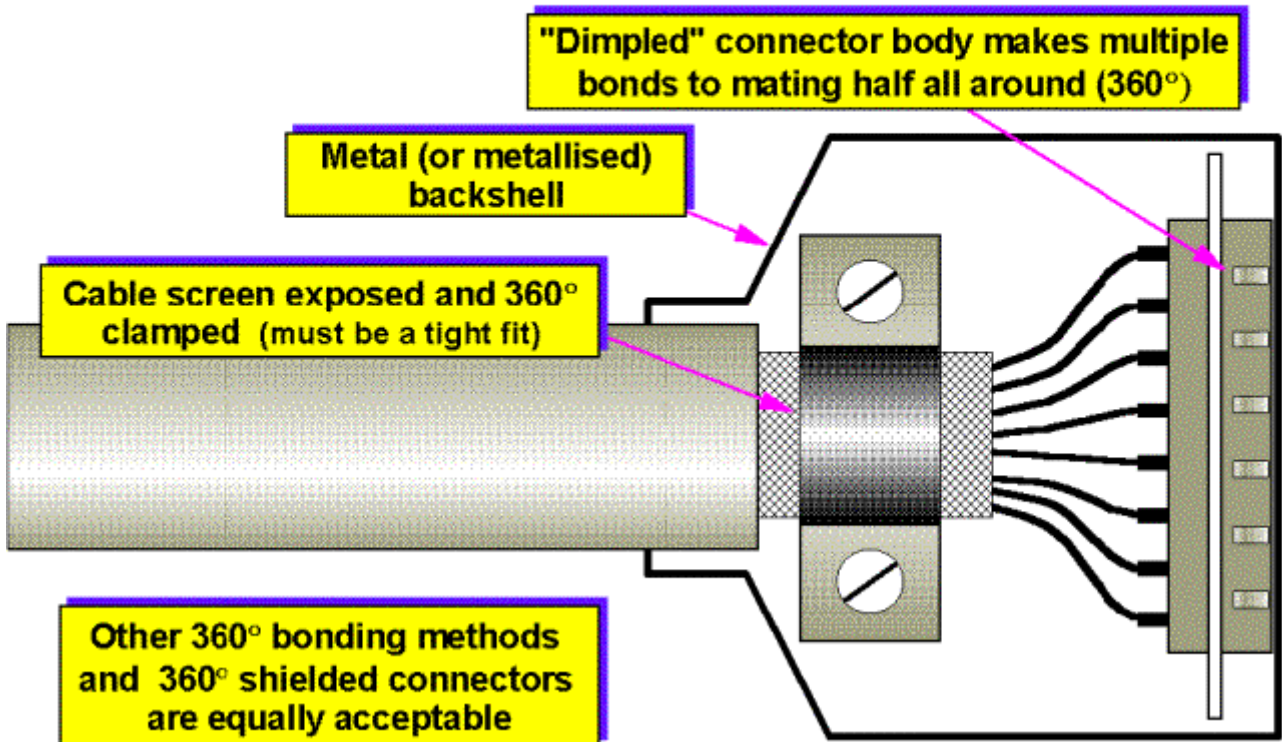 "Dimpled" connector body makes multiple
bonds to mating half all around (360°)
Metal (or metallised)
backshell
Cable screen exposed and 360°
clamped (must be a tight fit)
Other 360° bonding methods
and 360° shielded connectors
are equally acceptable